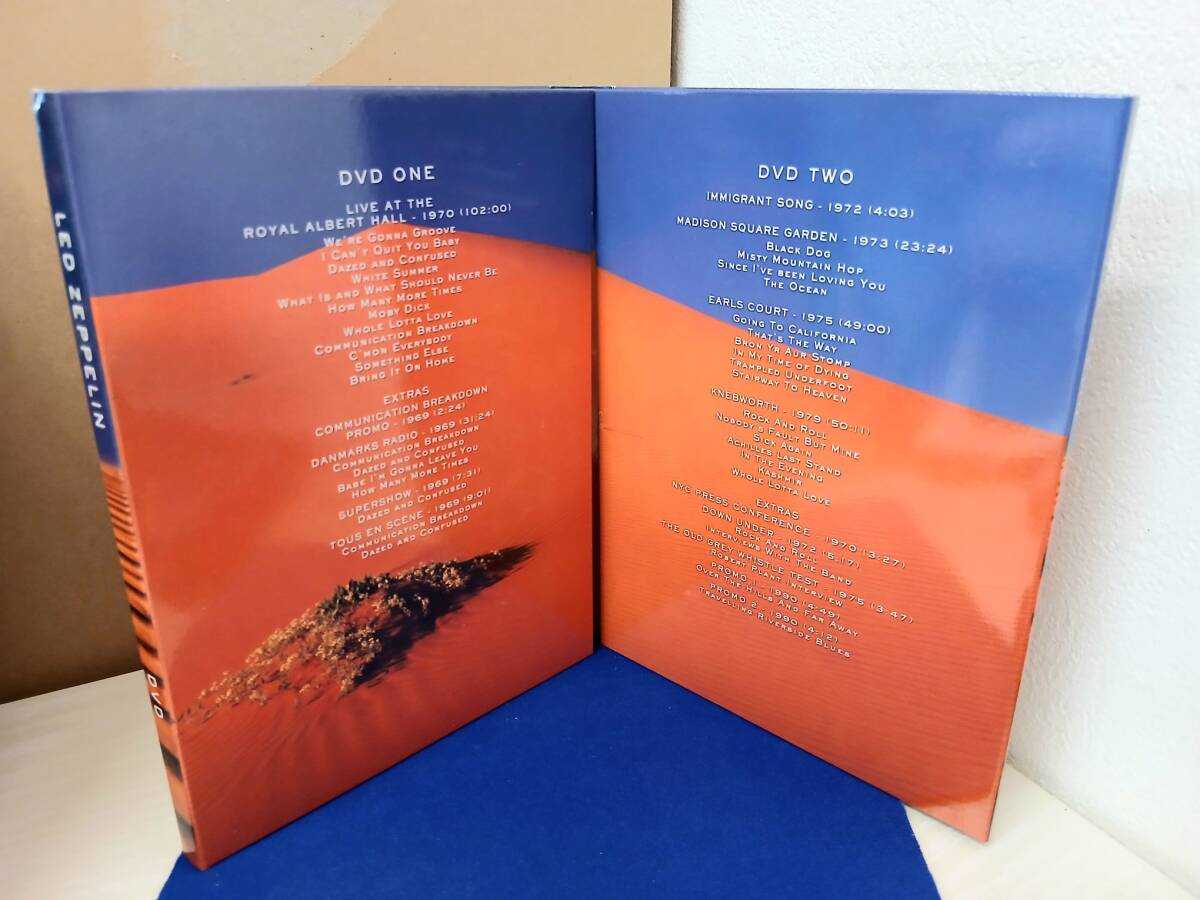 LED ZEPPELIN
DVD
DVD ONE
LIVE AT THE
ROYAL ALBERT HALL - 1970 (102:00)
WE'RE GONNA GROOVE
I CAN'T QUIT YOU BABY
DAZED AND CONFUSED
WHITE SUMMER
WHAT IS AND WHAT SHOULD NEVER BE
HOW MANY MORE TIMES
MOBY DICK
WHOLE LOTTA LOVE
COMMUNICATION BREAKDOWN
C'MON EVERYBODY
SOMETHING ELSE
BRING IT ON HOME
EXTRAS
COMMUNICATION BREAKDOWN
PROMO - 1969 (2:24)
DANMARKS RADIO - 1969 (31:24)
COMMUNICATION BREAKDOWN
DAZED AND CONFUSED
BABE I'M GONNA LEAVE YOU
HOW MANY MORE TIMES
SUPERSHOW - 1969 (7:31)
DAZED AND CONFUSED
TOUS EN SCENE - 1969 (9:01)
COMMUNICATION BREAKDOWN
DAZED AND CONFUSED
DVD TWO
IMMIGRANT SONG - 1972 (4:03)
MADISON SQUARE GARDEN - 1973 (23:24)
BLACK DOG
MISTY MOUNTAIN HOP
SINCE I'VE BEEN LOVING YOU
THE OCEAN
EARLS COURT - 1975 (49:00)
GOING TO CALIFORNIA
THAT'S THE WAY
BRON YR AUR STOMP
IN MY TIME OF DYING
TRAMPLED UNDERFOOT
STAIRWAY TO HEAVEN
KNEBWORTH - 1979 (50:11)
ROCK AND ROLL
NOBODY'S FAULT BUT MINE
SICK AGAIN
ACHILLES LAST STAND
IN THE EVENING
KASHMIR
WHOLE LOTTA LOVE
EXTRAS
NYC PRESS CONFERENCE - 1970 (3:27)
DOWN UNDER - 1972 (5:17)
ROCK AND ROLL
INTERVIEWS WITH THE BAND
THE OLD GREY WHISTLE TEST - 1975 (3:47)
ROBERT PLANT INTERVIEW
PROMO 1 - 1990 (4:49)
OVER THE HILLS AND FAR AWAY
PROMO 2 - 1990 (4:12)
TRAVELLING RIVERSIDE BLUES